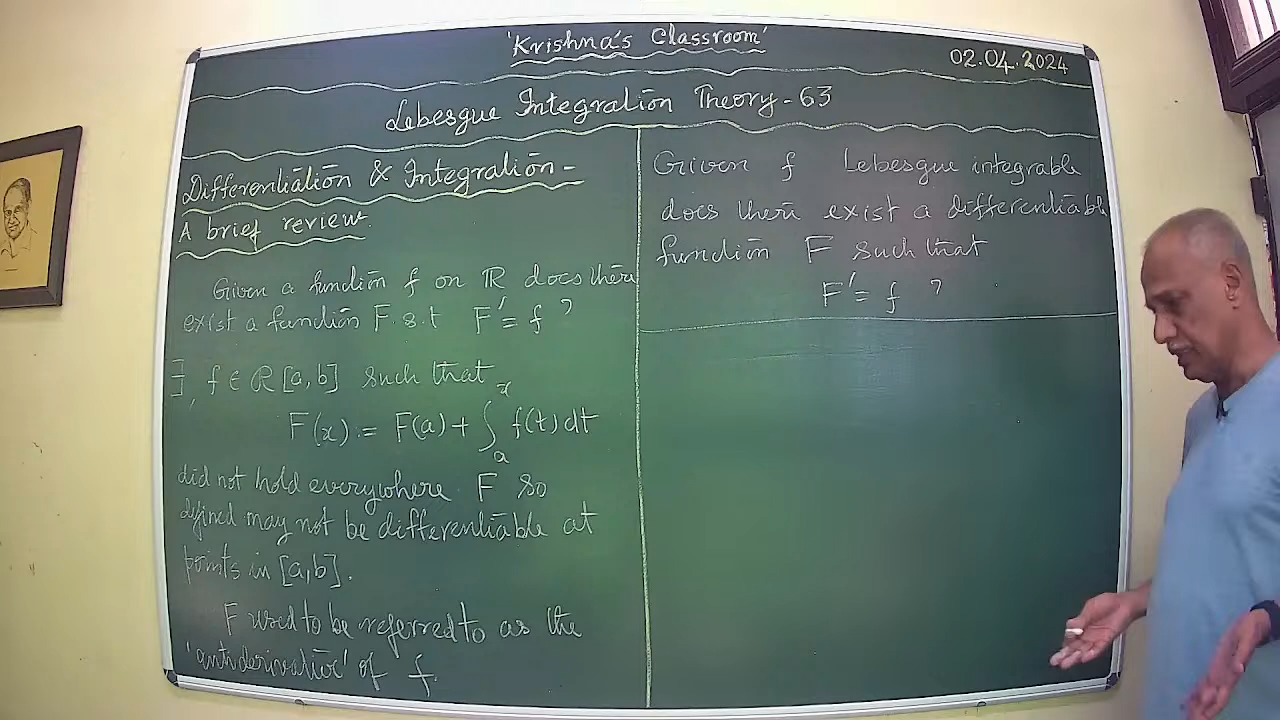 'Krishna's Classroom'
02.04.2024
Lebesgue Integration Theory - 63
Differentiation & Integration -
A brief review.
Given a function f on ℝ does there
exist a function F s.t F' = f ?
∃, f ∈ R[a,b] such that
F(x) = F(a) + ∫ₐˣ f(t) dt
did not hold everywhere. F so
defined may not be differentiable at
points in [a,b].
F used to be referred to as the
'antiderivative' of f.
Given f Lebesgue integrable
does there exist a differentiable
function F such that
F' = f ?